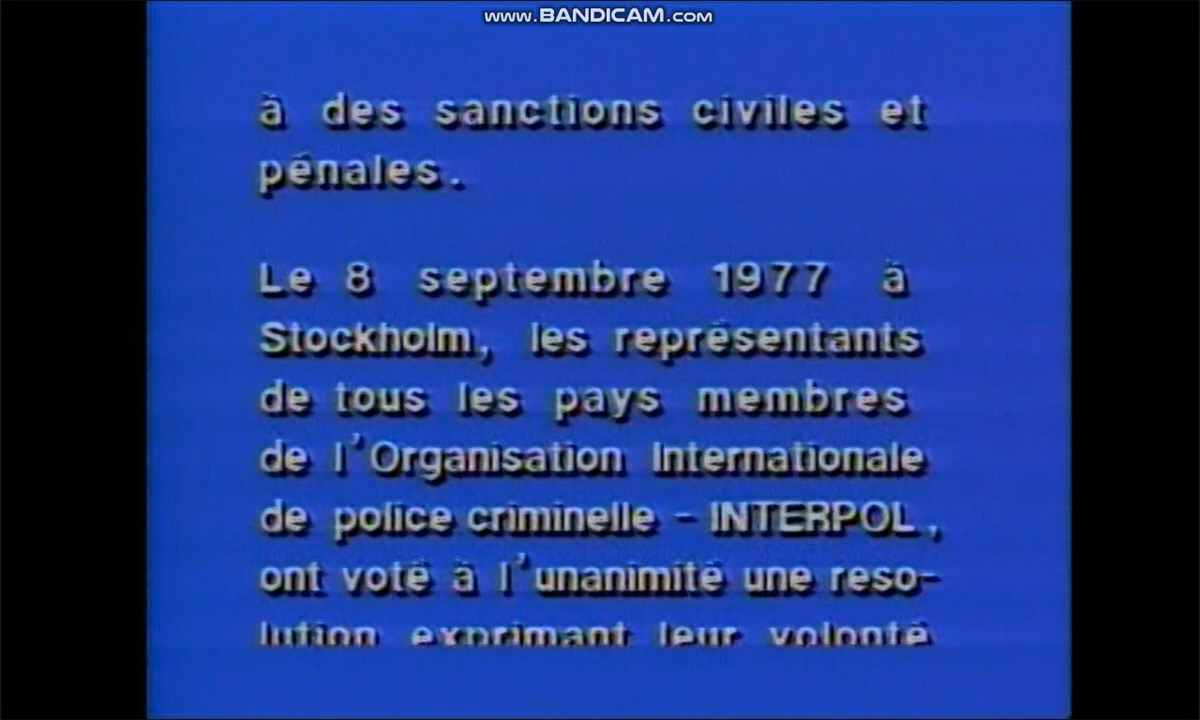 www.BANDICAM.com
à des sanctions civiles et
pénales.
Le 8 septembre 1977 à
Stockholm, les représentants
de tous les pays membres
de l'Organisation Internationale
de police criminelle - INTERPOL,
ont voté à l'unanimité une reso-
lution exprimant leur volonté